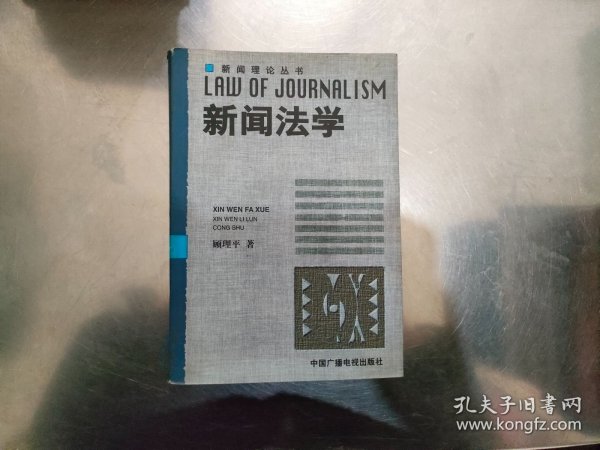 新闻理论丛书
LAW OF JOURNALISM
新闻法学
XIN WEN FA XUE
XIN WEN LI LUN
CONG SHU
顾理平 著
中国广播电视出版社
孔夫子旧书网
www.kongfz.com